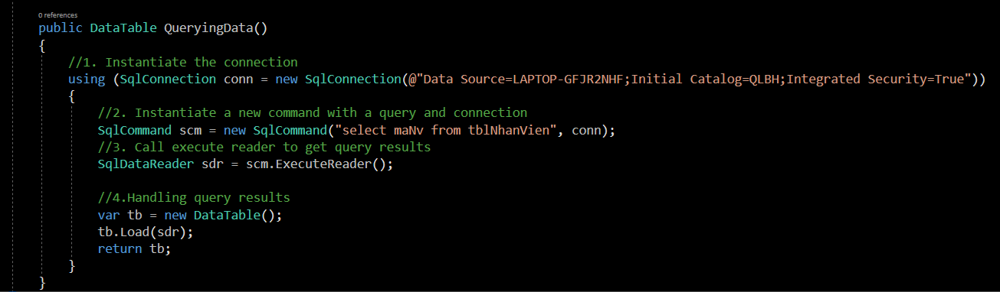 0 references
public DataTable QueryingData()
{
//1. Instantiate the connection
using (SqlConnection conn = new SqlConnection(@"Data Source=LAPTOP-GFJR2NHF;Initial Catalog=QLBH;Integrated Security=True"))
{
//2. Instantiate a new command with a query and connection
SqlCommand scm = new SqlCommand("select maNv from tblNhanVien", conn);
//3. Call execute reader to get query results
SqlDataReader sdr = scm.ExecuteReader();
//4.Handling query results
var tb = new DataTable();
tb.Load(sdr);
return tb;
}
}